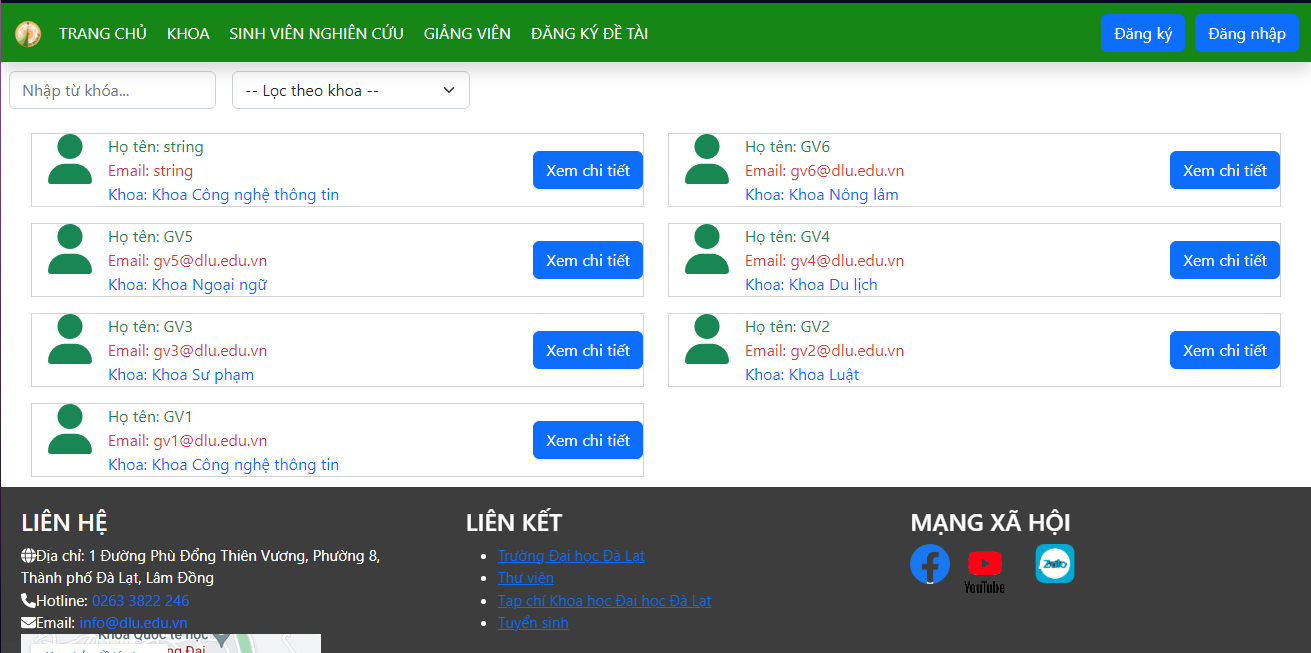 TRANG CHỦ KHOA SINH VIÊN NGHIÊN CỨU GIẢNG VIÊN ĐĂNG KÝ ĐỀ TÀI Đăng ký Đăng nhập
Nhập từ khóa... -- Lọc theo khoa --
Họ tên: string
Email: string
Khoa: Khoa Công nghệ thông tin
Xem chi tiết
Họ tên: GV6
Email: gv6@dlu.edu.vn
Khoa: Khoa Nông lâm
Xem chi tiết
Họ tên: GV5
Email: gv5@dlu.edu.vn
Khoa: Khoa Ngoại ngữ
Xem chi tiết
Họ tên: GV4
Email: gv4@dlu.edu.vn
Khoa: Khoa Du lịch
Xem chi tiết
Họ tên: GV3
Email: gv3@dlu.edu.vn
Khoa: Khoa Sư phạm
Xem chi tiết
Họ tên: GV2
Email: gv2@dlu.edu.vn
Khoa: Khoa Luật
Xem chi tiết
Họ tên: GV1
Email: gv1@dlu.edu.vn
Khoa: Khoa Công nghệ thông tin
Xem chi tiết
LIÊN HỆ
Địa chỉ: 1 Đường Phù Đổng Thiên Vương, Phường 8,
Thành phố Đà Lạt, Lâm Đồng
Hotline: 0263 3822 246
Email: info@dlu.edu.vn
Khoa Quốc tế học
ng Đại
LIÊN KẾT
Trường Đại học Đà Lạt
Thư viện
Tạp chí Khoa học Đại học Đà Lạt
Tuyển sinh
MẠNG XÃ HỘI
Zalo
YouTube